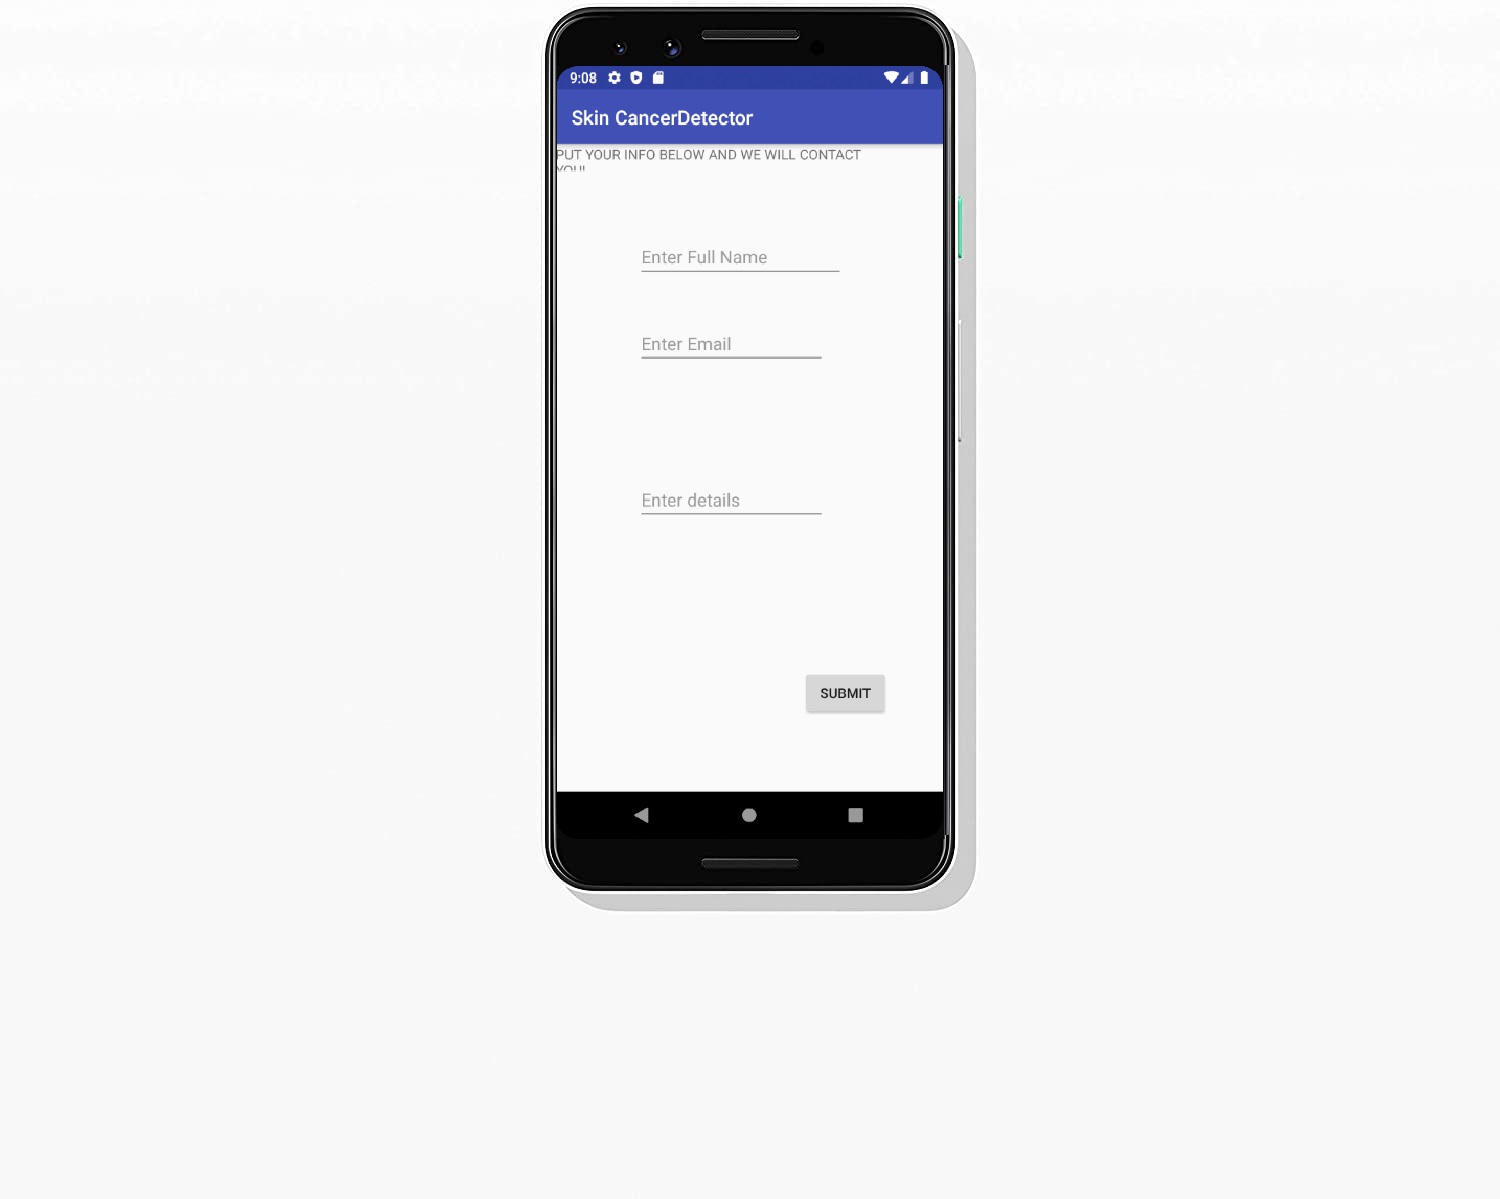 9:08
Skin CancerDetector
PUT YOUR INFO BELOW AND WE WILL CONTACT
YOU!
Enter Full Name
Enter Email
Enter details
SUBMIT